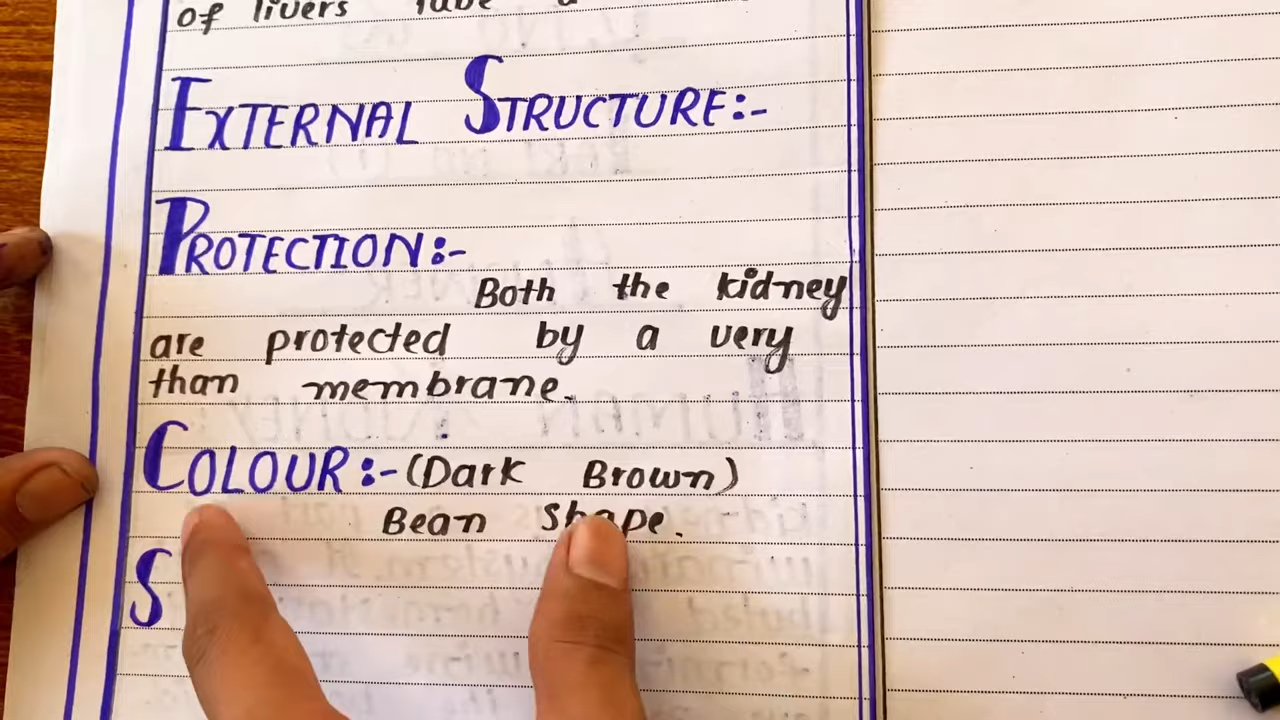 of livers
EXTERNAL STRUCTURE:-
PROTECTION:-
Both the kidney
are protected by a very
than membrane.
COLOUR:-(Dark Brown)
Bean Shape.
S